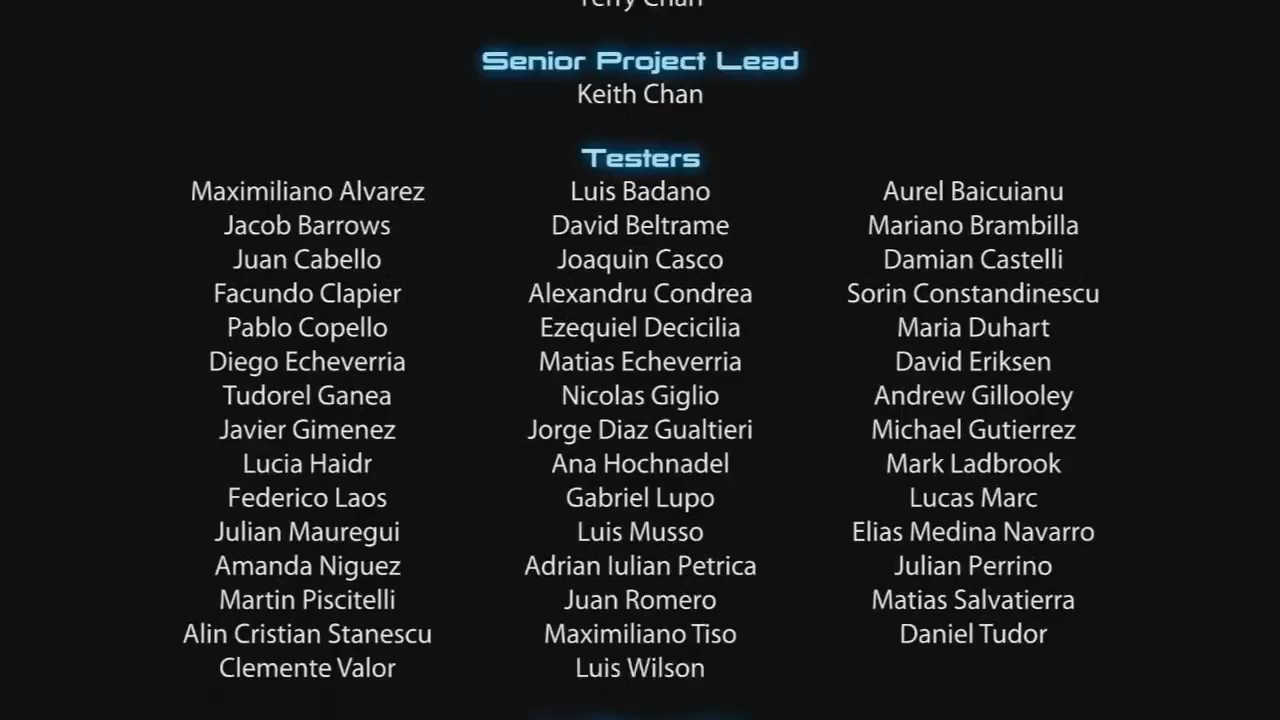 Terry Chan
Senior Project Lead
Keith Chan
Testers
Maximiliano Alvarez Luis Badano Aurel Baicuianu
Jacob Barrows David Beltrame Mariano Brambilla
Juan Cabello Joaquin Casco Damian Castelli
Facundo Clapier Alexandru Condrea Sorin Constandinescu
Pablo Copello Ezequiel Decicilia Maria Duhart
Diego Echeverria Matias Echeverria David Eriksen
Tudorel Ganea Nicolas Giglio Andrew Gillooley
Javier Gimenez Jorge Diaz Gualtieri Michael Gutierrez
Lucia Haidr Ana Hochnadel Mark Ladbrook
Federico Laos Gabriel Lupo Lucas Marc
Julian Mauregui Luis Musso Elias Medina Navarro
Amanda Niguez Adrian Iulian Petrica Julian Perrino
Martin Piscitelli Juan Romero Matias Salvatierra
Alin Cristian Stanescu Maximiliano Tiso Daniel Tudor
Clemente Valor Luis Wilson